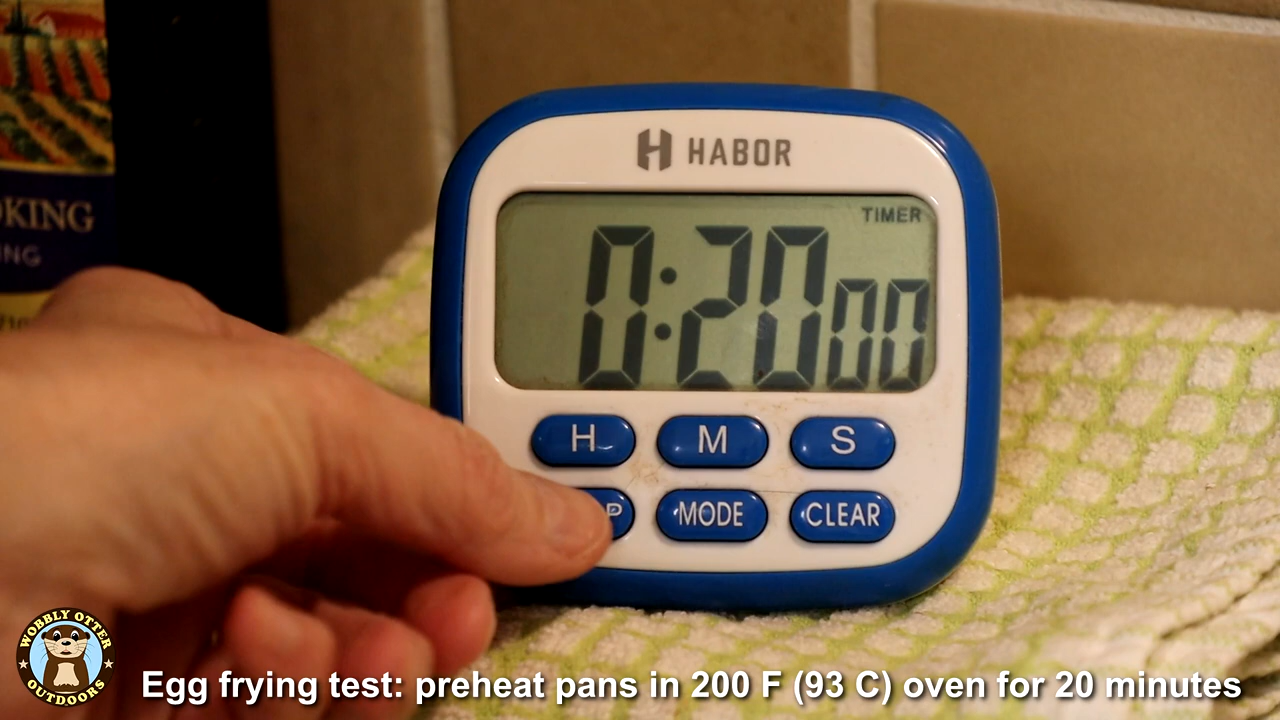 OKING
ING
HABOR
TIMER
0:20 00
H M S
P MODE CLEAR
WOBBLY OTTER
OUTDOORS
Egg frying test: preheat pans in 200 F (93 C) oven for 20 minutes